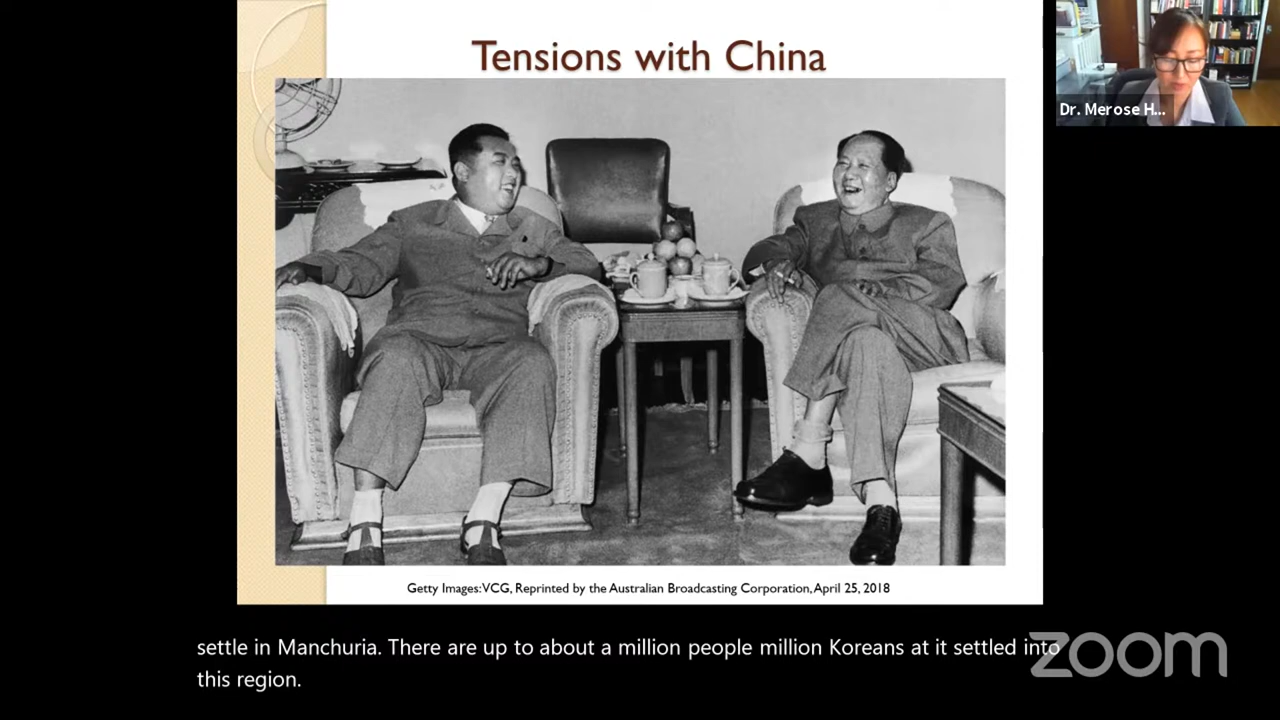 Tensions with China
Dr. Merose H...
Getty Images: VCG, Reprinted by the Australian Broadcasting Corporation, April 25, 2018
settle in Manchuria. There are up to about a million people million Koreans at it settled into
this region.
zoom